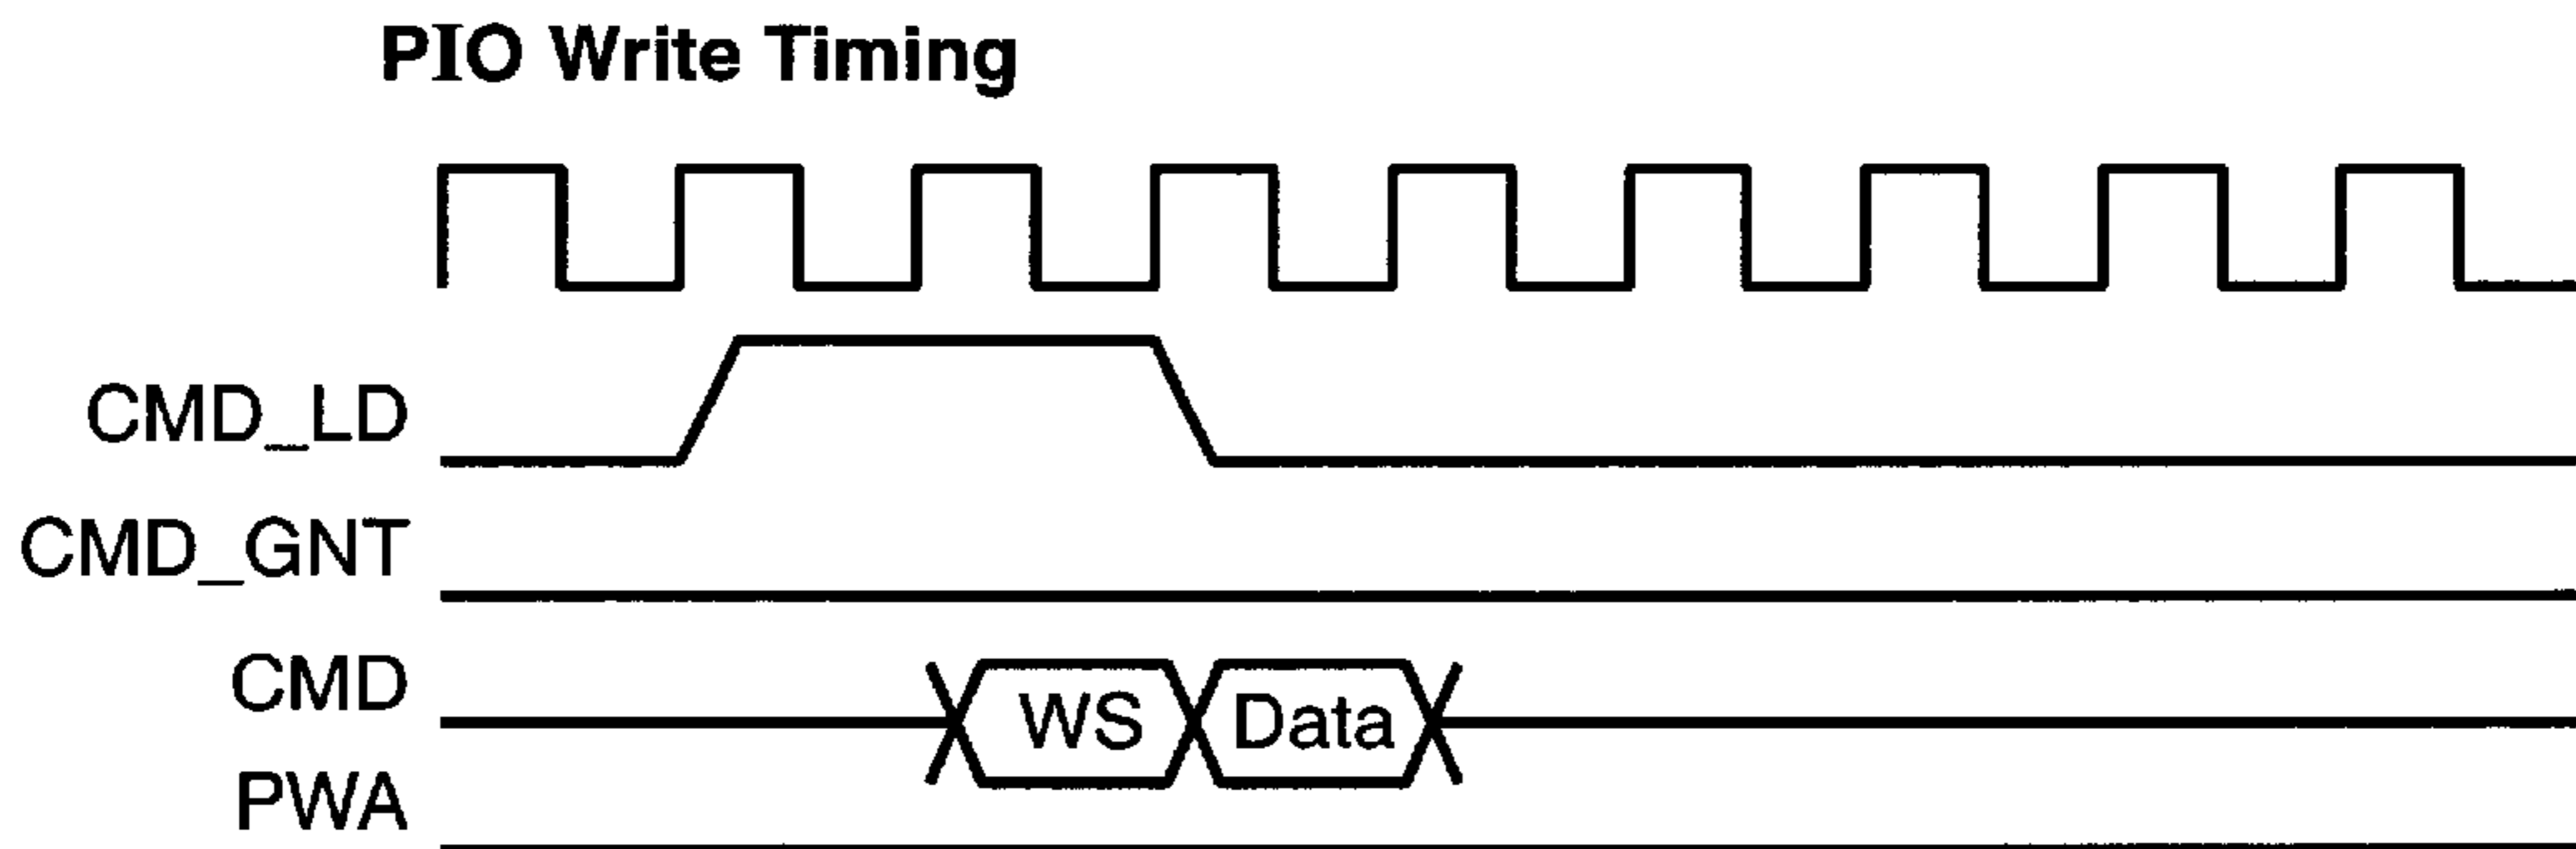 PIO Write Timing
CMD_LD
CMD_GNT
CMD
WS
Data
PWA